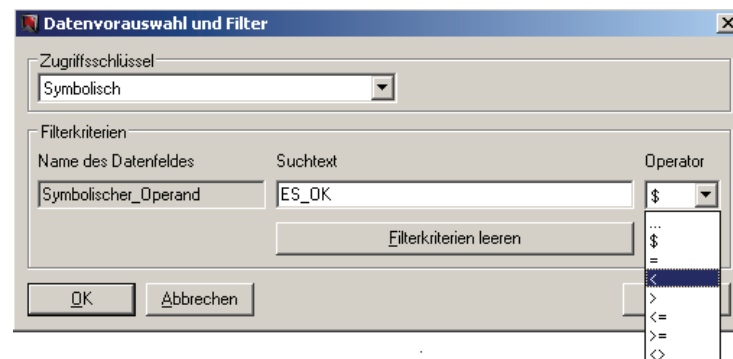 Datenvorauswahl und Filter
Zugriffsschlüssel
Symbolisch
Filterkriterien
Name des Datenfeldes Suchtext Operator
Symbolischer_Operand ES_OK $
...
$
Filterkriterien leeren
=
<
OK Abbrechen
>
<=
>=
<>